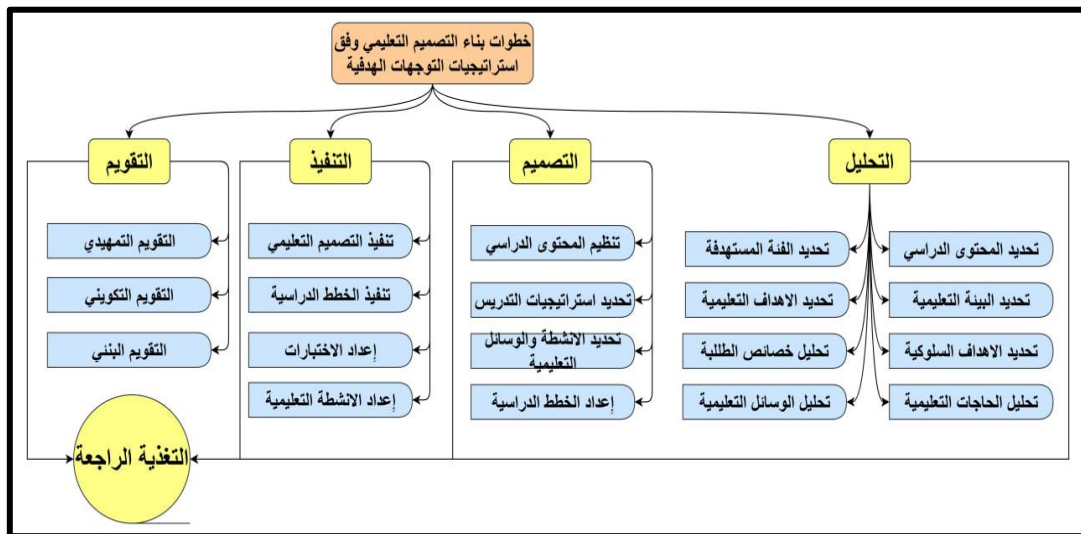 خطوات بناء التصميم التعليمي وفق
استراتيجيات التوجهات الهدفية
التحليل
تحديد المحتوى الدراسي
تحديد الفئة المستهدفة
تحديد البيئة التعليمية
تحديد الاهداف التعليمية
تحديد الاهداف السلوكية
تحليل خصائص الطلبة
تحليل الحاجات التعليمية
تحليل الوسائل التعليمية
التصميم
تنظيم المحتوى الدراسي
تحديد استراتيجيات التدريس
تحديد الانشطة والوسائل
التعليمية
إعداد الخطط الدراسية
التنفيذ
تنفيذ التصميم التعليمي
تنفيذ الخطط الدراسية
إعداد الاختبارات
إعداد الانشطة التعليمية
التقويم
التقويم التمهيدي
التقويم التكويني
التقويم البنئي
التغذية الراجعة